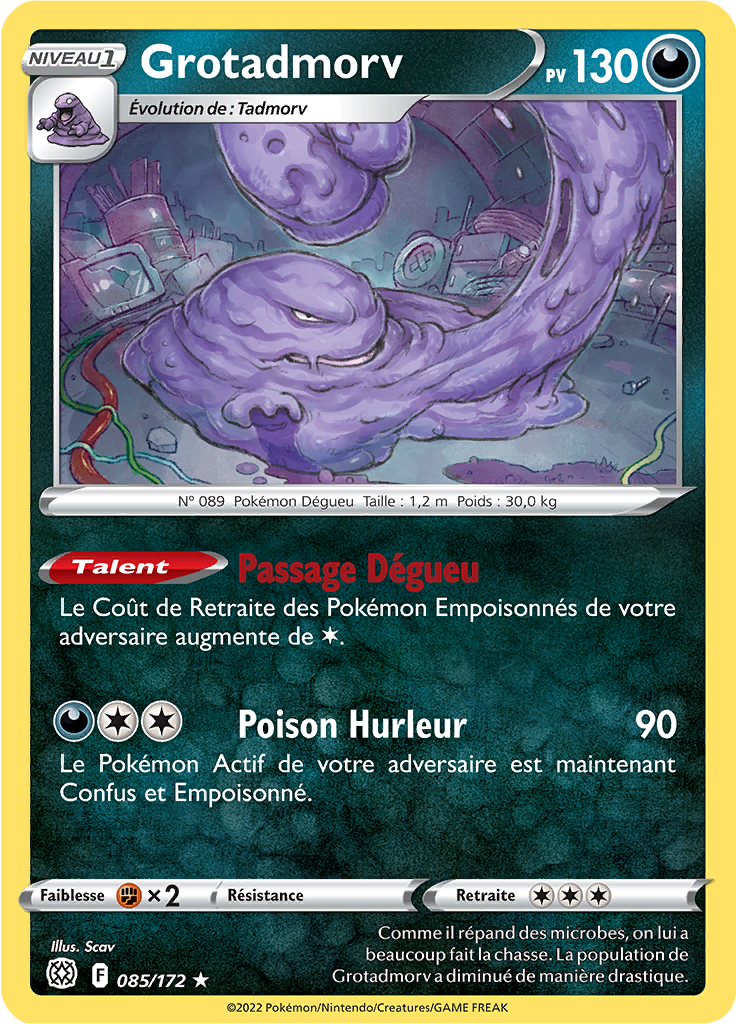 NIVEAU 1
Grotadmorv
PV 130
Évolution de : Tadmorv
N° 089 Pokémon Dégueu Taille : 1,2 m Poids : 30,0 kg
Talent Passage Dégueu
Le Coût de Retraite des Pokémon Empoisonnés de votre
adversaire augmente de ✶.
Poison Hurleur 90
Le Pokémon Actif de votre adversaire est maintenant
Confus et Empoisonné.
Faiblesse ×2 Résistance Retraite
Illus. Scav
F 085/172 ★
Comme il répand des microbes, on lui a
beaucoup fait la chasse. La population de
Grotadmorv a diminué de manière drastique.
©2022 Pokémon/Nintendo/Creatures/GAME FREAK